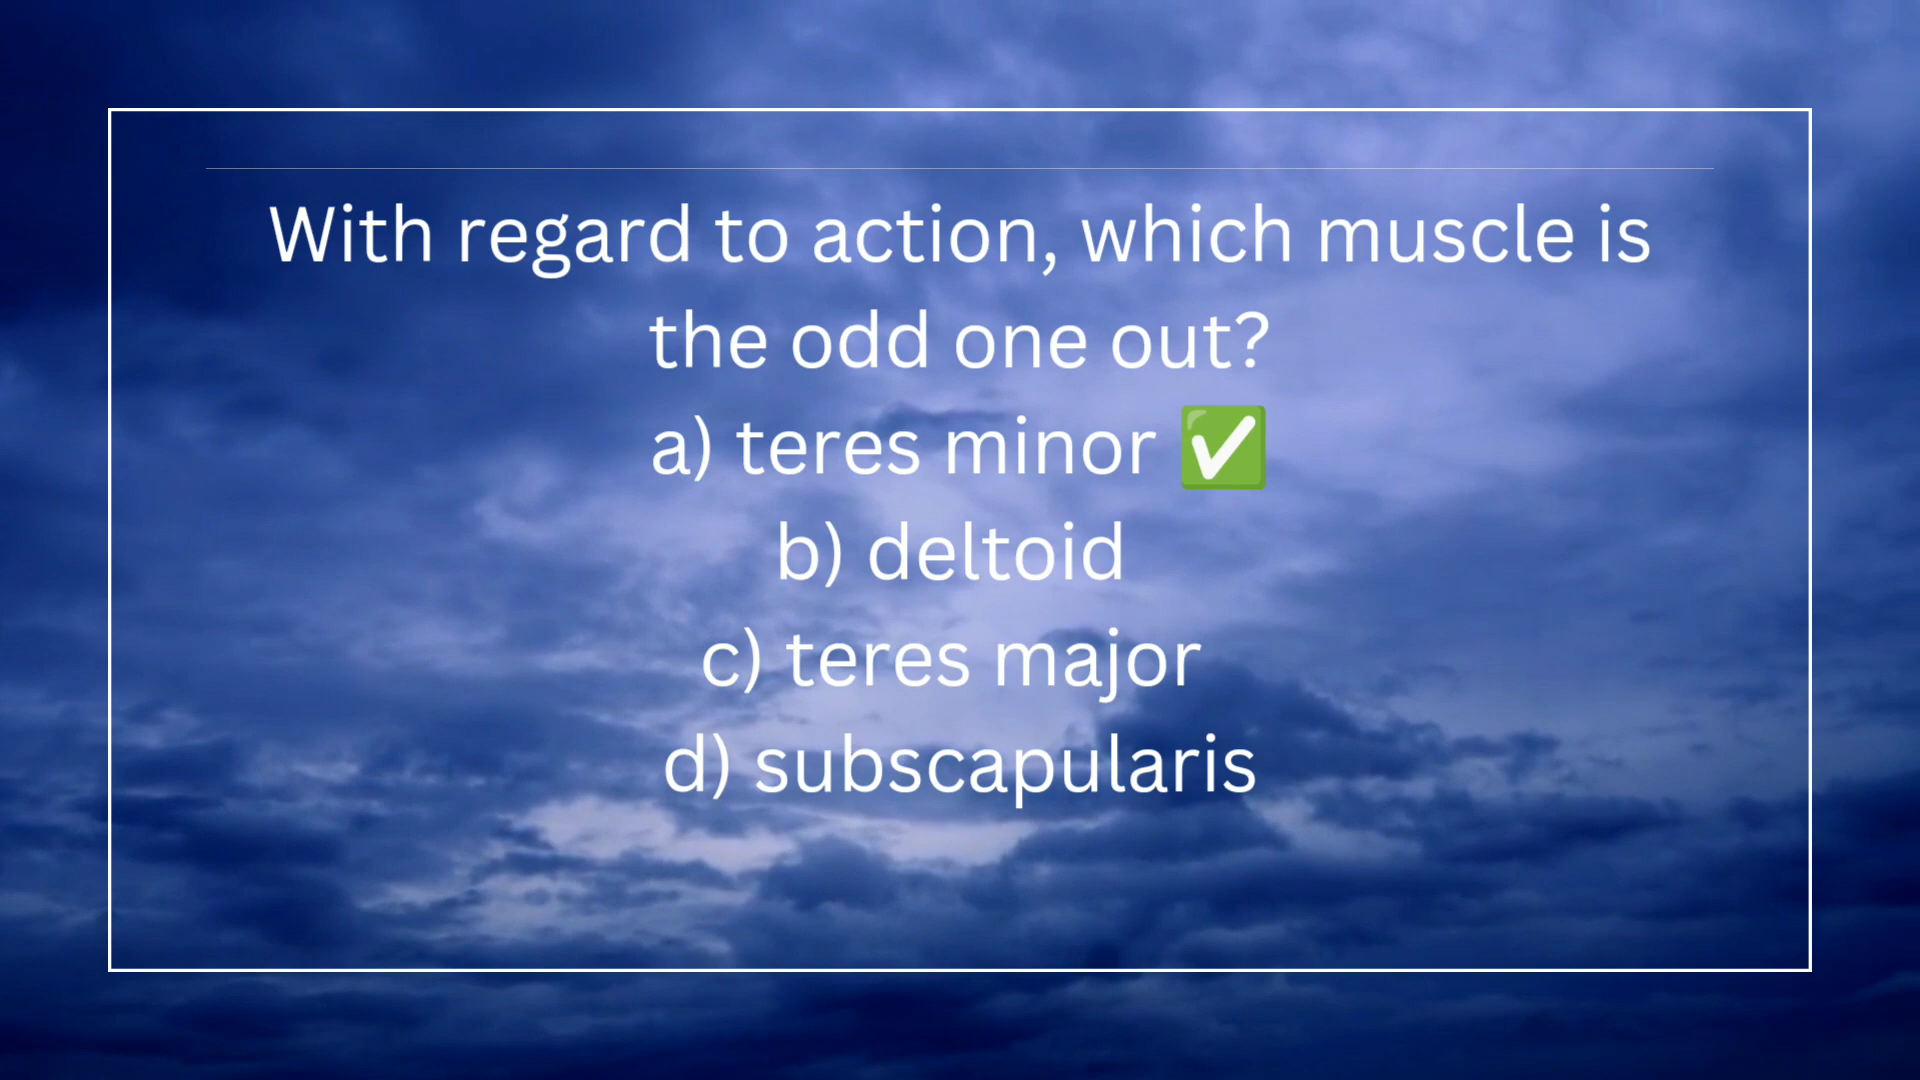 With regard to action, which muscle is
the odd one out?
a) teres minor ✅
b) deltoid
c) teres major
d) subscapularis